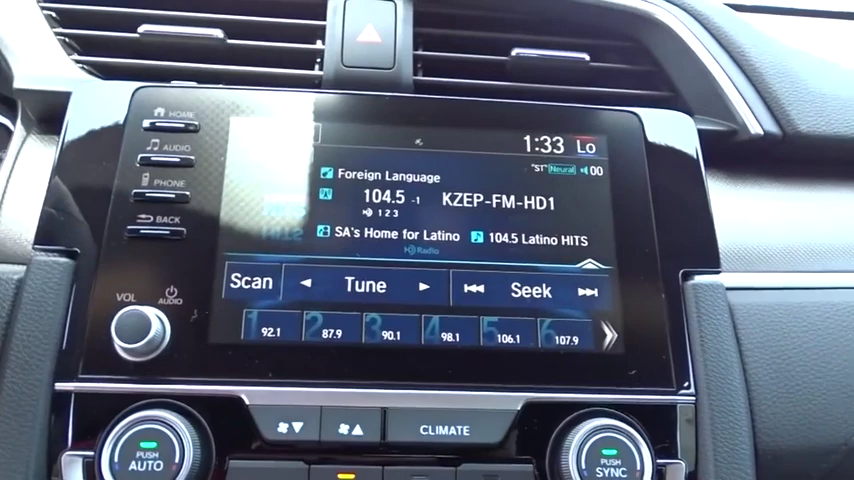 HOME
AUDIO
PHONE
BACK
VOL
AUDIO
1:33 Lo
"ST" Neural 00
Foreign Language
104.5 -1 KZEP-FM-HD1
HD 1 2 3
SA's Home for Latino 104.5 Latino HITS
HD Radio
Scan Tune Seek
1 92.1 2 87.9 3 90.1 4 98.1 5 106.1 6 107.9
CLIMATE
PUSH
AUTO
PUSH
SYNC